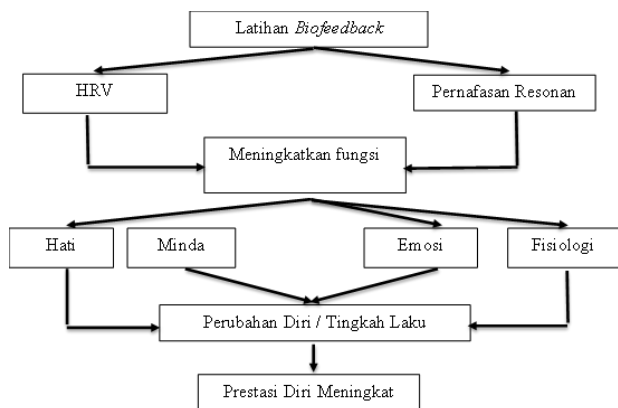 Latihan Biofeedback
HRV
Pernafasan Resonan
Meningkatkan fungsi
Hati
Minda
Emosi
Fisiologi
Perubahan Diri / Tingkah Laku
Prestasi Diri Meningkat